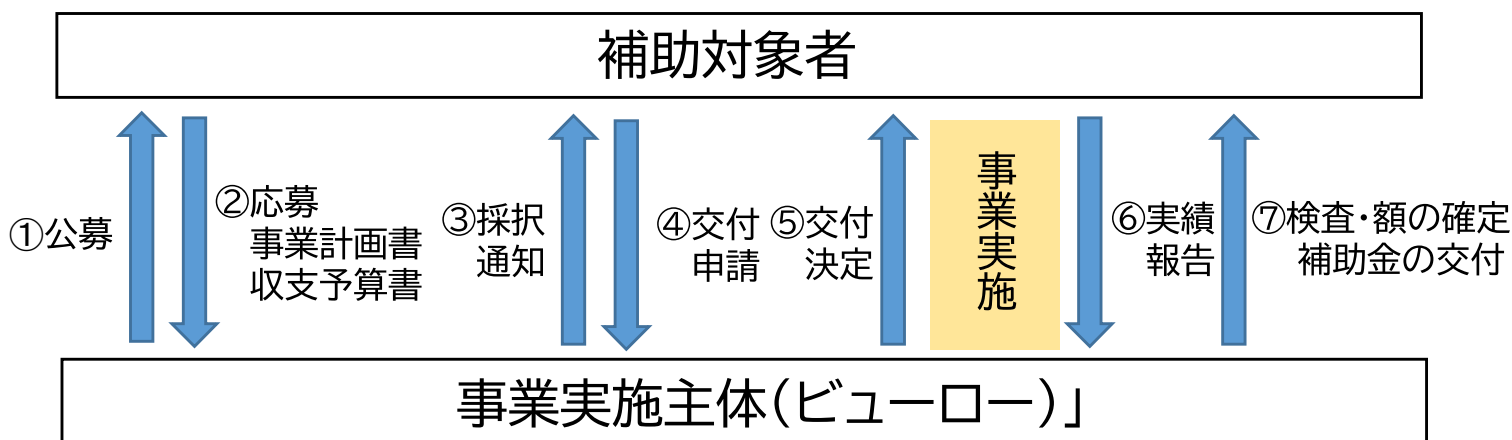 補助対象者
①公募
②応募
事業計画書
収支予算書
③採択
通知
④交付
申請
⑤交付
決定
事業実施
⑥実績
報告
⑦検査・額の確定
補助金の交付
事業実施主体(ビューロー)」